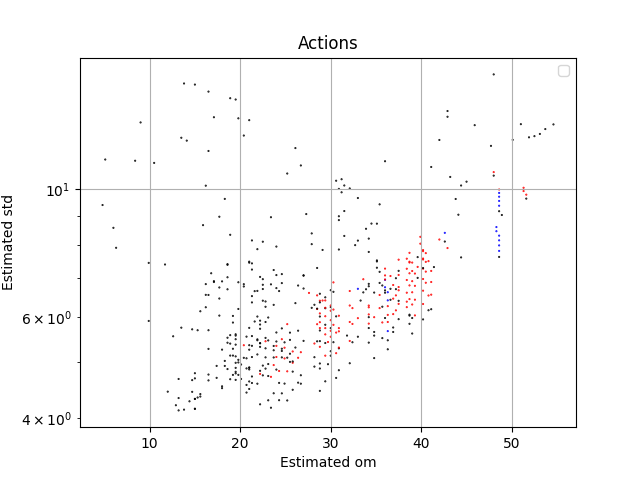 Actions
Estimated std
10¹
6 × 10⁰
4 × 10⁰
10 20 30 40 50
Estimated om